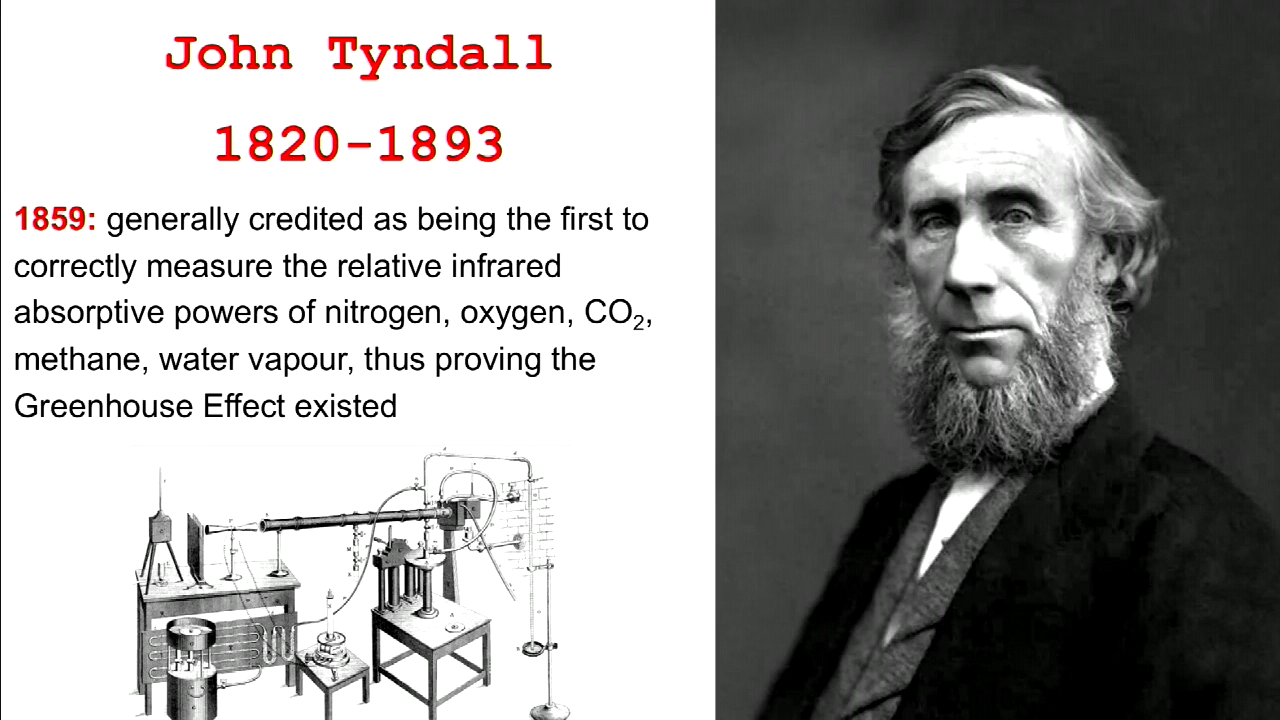 John Tyndall
1820-1893
1859: generally credited as being the first to
correctly measure the relative infrared
absorptive powers of nitrogen, oxygen, CO₂,
methane, water vapour, thus proving the
Greenhouse Effect existed